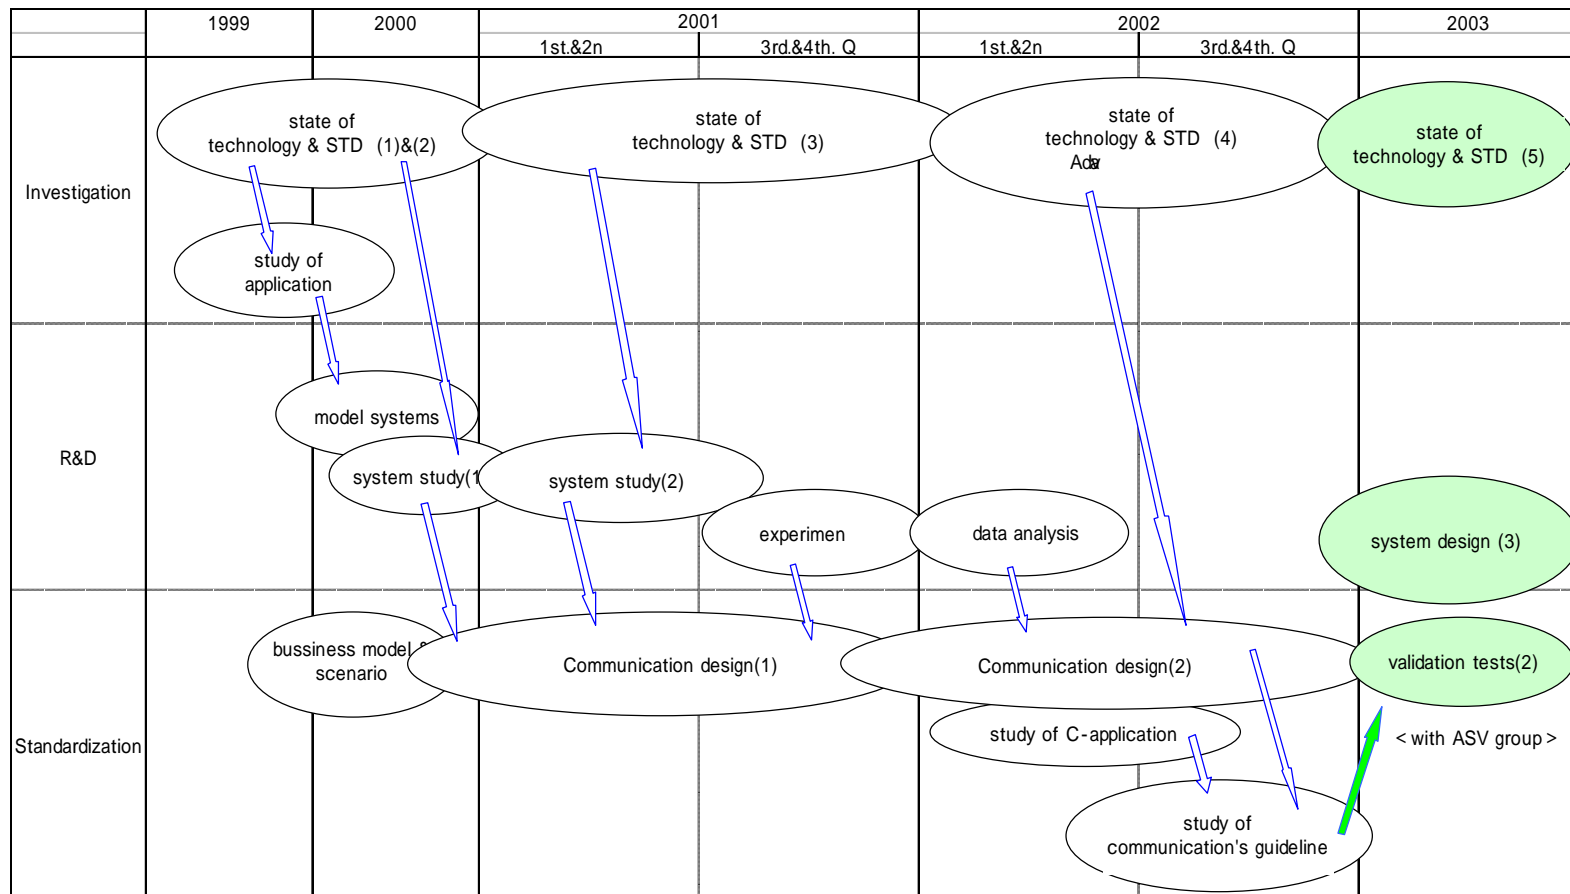 1999 2000 2001 2002 2003
1st.&2n 3rd.&4th. Q 1st.&2n 3rd.&4th. Q
Investigation
state of
technology & STD (1)&(2)
state of
technology & STD (3)
state of
technology & STD (4)
state of
technology & STD (5)
study of
application
R&D
model systems
system study(1
system study(2)
experimen
data analysis
system design (3)
Standardization
bussiness model &
scenario
Communication design(1)
Communication design(2)
validation tests(2)
study of C-application
< with ASV group >
study of
communication's guideline